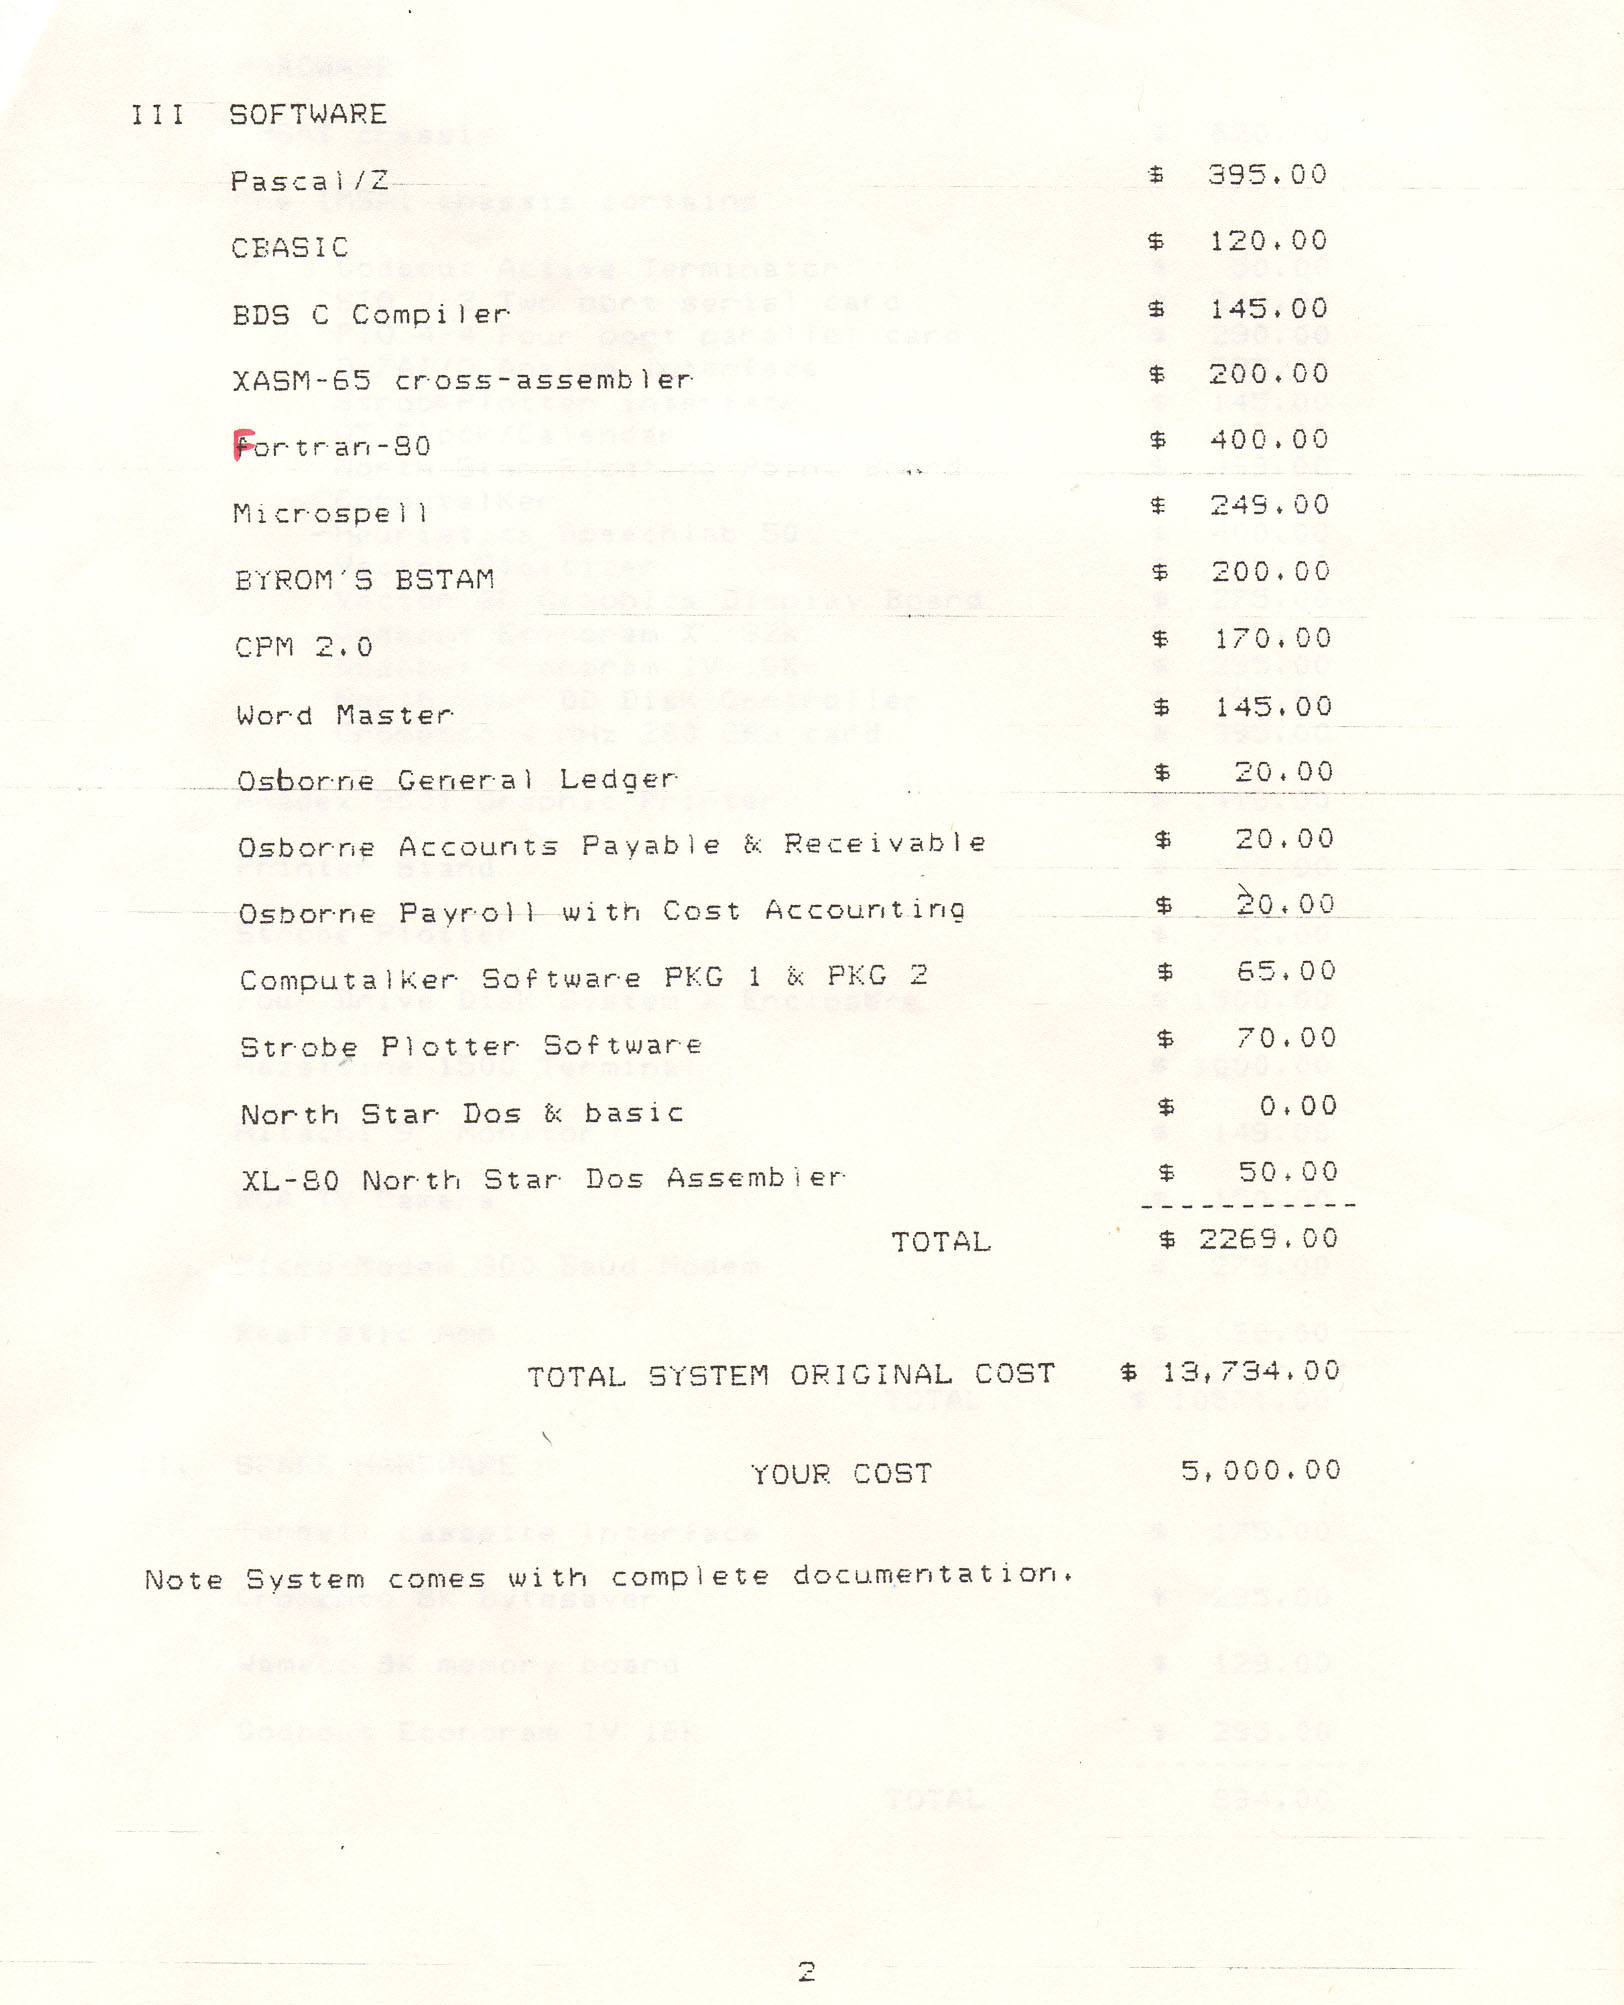 III SOFTWARE
Pascal/Z $ 395.00
CBASIC $ 120.00
BDS C Compiler $ 145.00
XASM-65 cross-assembler $ 200.00
Fortran-80 $ 400.00
Microspell $ 249.00
BYROM'S BSTAM $ 200.00
CPM 2.0 $ 170.00
Word Master $ 145.00
Osborne General Ledger $ 20.00
Osborne Accounts Payable & Receivable $ 20.00
Osborne Payroll with Cost Accounting $ 20.00
Computalker Software PKG 1 & PKG 2 $ 65.00
Strobe Plotter Software $ 70.00
North Star Dos & basic $ 0.00
XL-80 North Star Dos Assembler $ 50.00
-----------
TOTAL $ 2269.00
TOTAL SYSTEM ORIGINAL COST $ 13,734.00
YOUR COST 5,000.00
Note System comes with complete documentation.
2